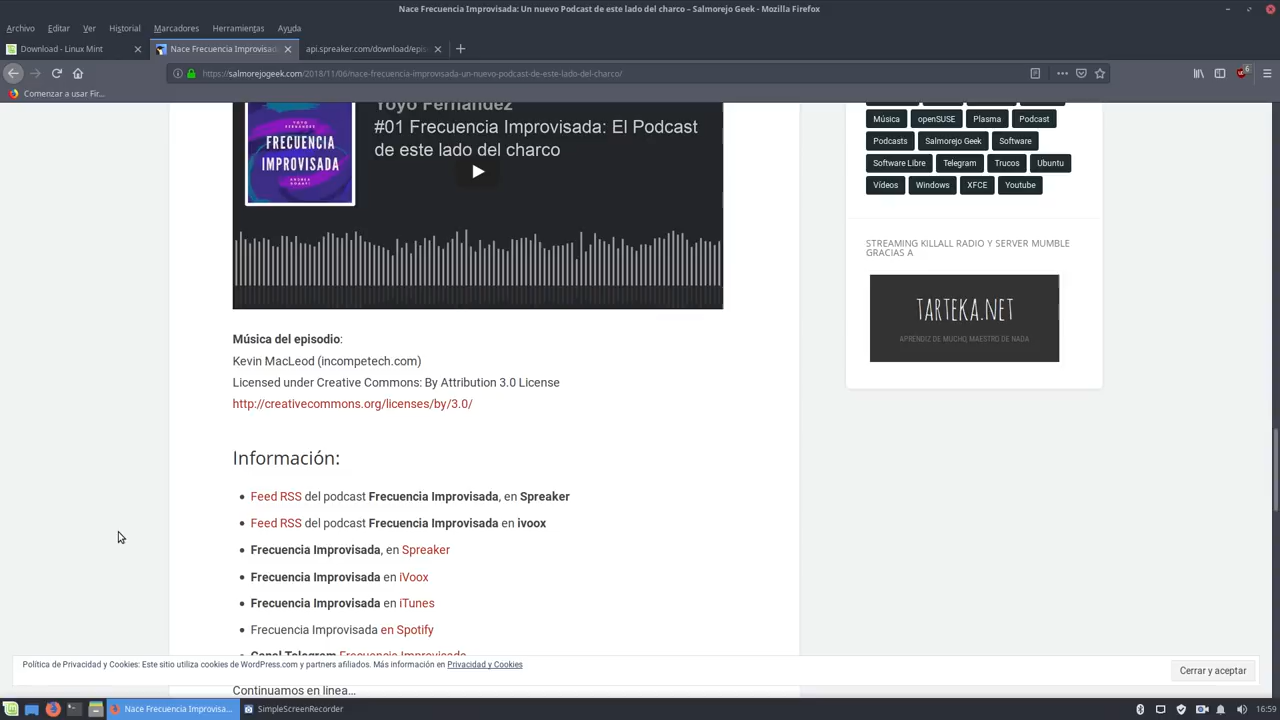 Nace Frecuencia Improvisada: Un nuevo Podcast de este lado del charco – Salmorejo Geek - Mozilla Firefox
Archivo Editar Ver Historial Marcadores Herramientas Ayuda
Download - Linux Mint
Nace Frecuencia Improvisada
api.spreaker.com/download/epis
https://salmorejogeek.com/2018/11/06/nace-frecuencia-improvisada-un-nuevo-podcast-de-este-lado-del-charco/
6
Comenzar a usar Fir...
Yoyo Fernández
#01 Frecuencia Improvisada: El Podcast
de este lado del charco
YOYO
FERNÁNDEZ
FRECUENCIA
IMPROVISADA
Música del episodio:
Kevin MacLeod (incompetech.com)
Licensed under Creative Commons: By Attribution 3.0 License
http://creativecommons.org/licenses/by/3.0/
Información:
Feed RSS del podcast Frecuencia Improvisada, en Spreaker
Feed RSS del podcast Frecuencia Improvisada en ivoox
Frecuencia Improvisada, en Spreaker
Frecuencia Improvisada en iVoox
Frecuencia Improvisada en iTunes
Frecuencia Improvisada en Spotify
Canal Telegram Frecuencia Improvisada
Continuamos en línea...
Música openSUSE Plasma Podcast
Podcasts Salmorejo Geek Software
Software Libre Telegram Trucos Ubuntu
Vídeos Windows XFCE Youtube
STREAMING KILLALL RADIO Y SERVER MUMBLE
GRACIAS A
TARTEKA.NET
APRENDIZ DE MUCHO, MAESTRO DE NADA
Política de Privacidad y Cookies: Este sitio utiliza cookies de WordPress.com y partners afiliados. Más información en Privacidad y Cookies
Cerrar y aceptar
Nace Frecuencia Improvisa...
SimpleScreenRecorder
16:59